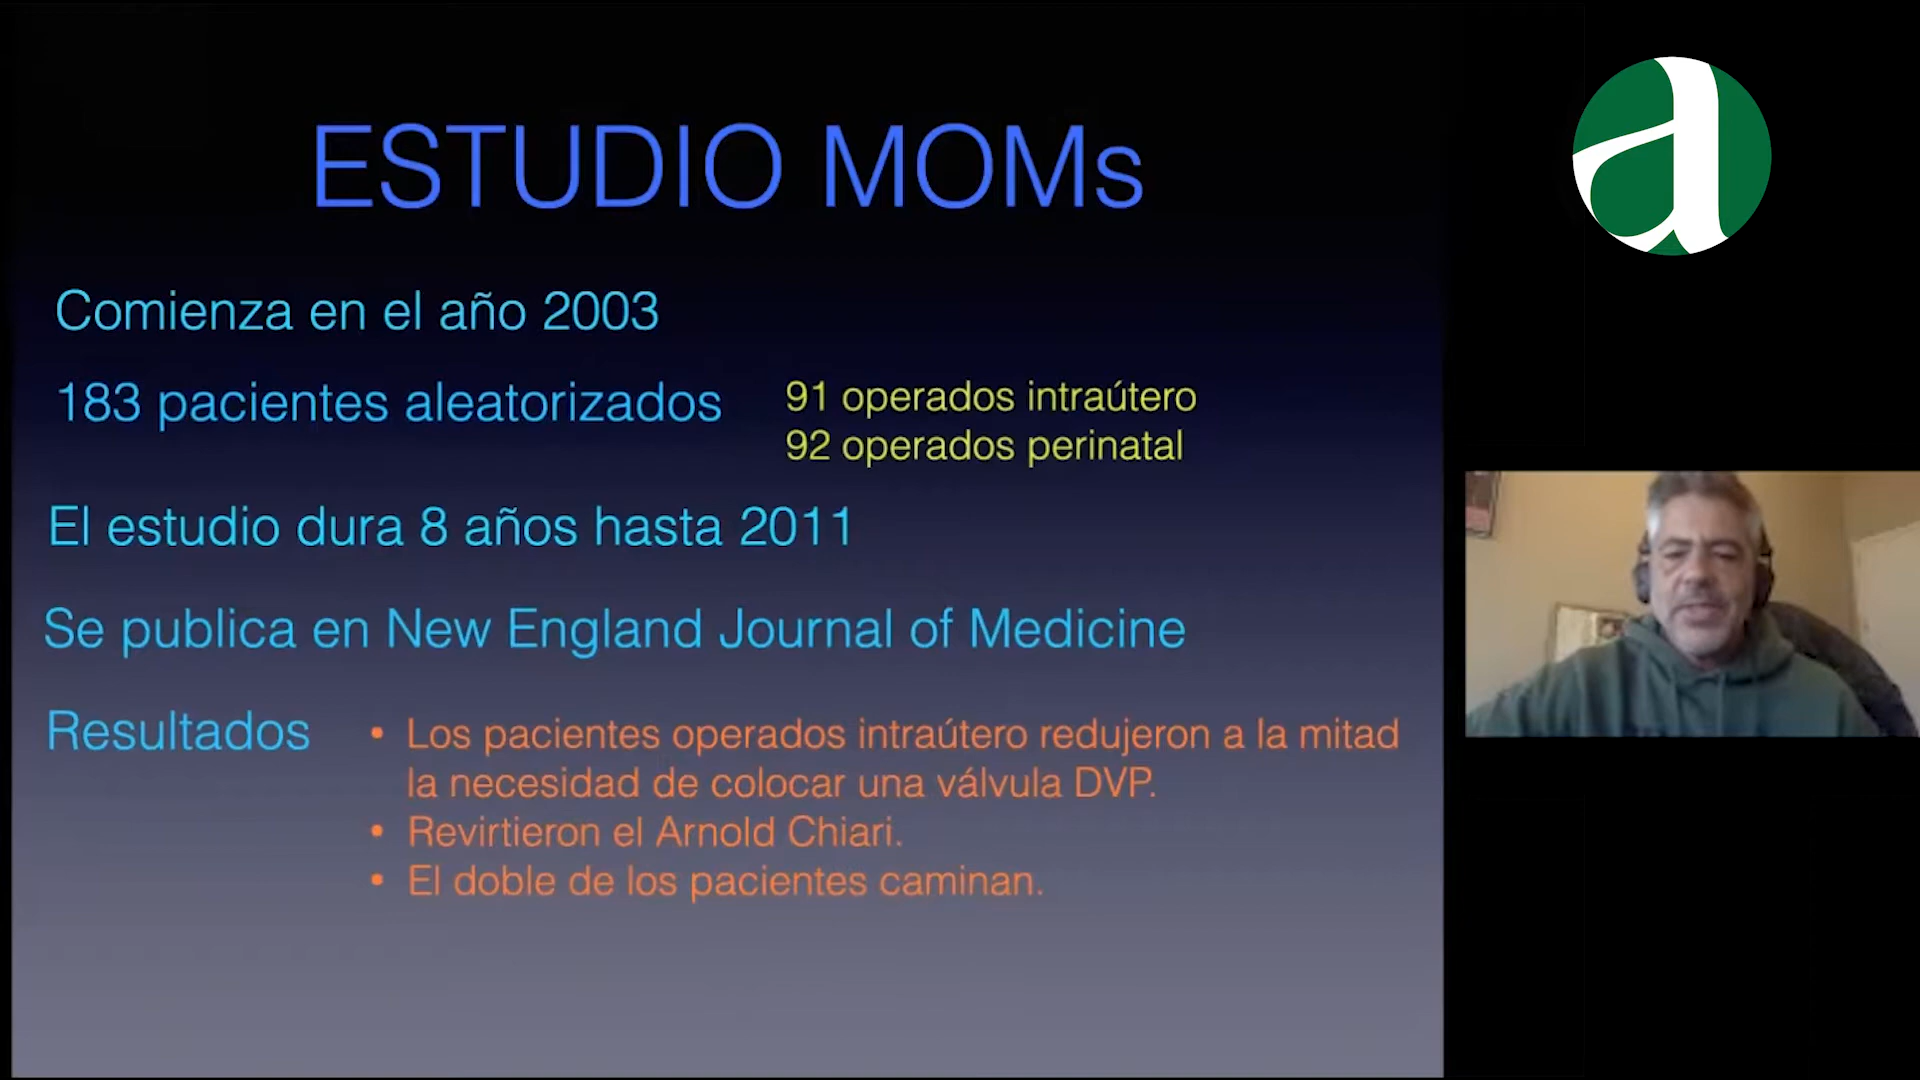 ESTUDIO MOMs
a
Comienza en el año 2003
183 pacientes aleatorizados
91 operados intraútero
92 operados perinatal
El estudio dura 8 años hasta 2011
Se publica en New England Journal of Medicine
Resultados
• Los pacientes operados intraútero redujeron a la mitad
la necesidad de colocar una válvula DVP.
• Revirtieron el Arnold Chiari.
• El doble de los pacientes caminan.